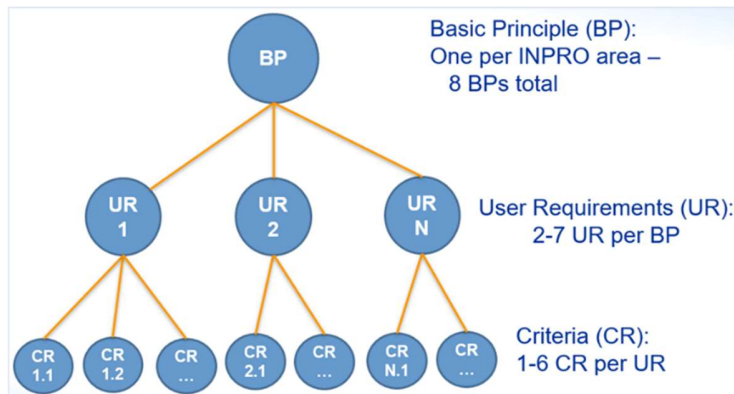 BP
Basic Principle (BP):
One per INPRO area –
8 BPs total
UR
1
UR
2
UR
N
User Requirements (UR):
2-7 UR per BP
CR
1.1
CR
1.2
CR
...
CR
2.1
CR
...
CR
N.1
CR
...
Criteria (CR):
1-6 CR per UR